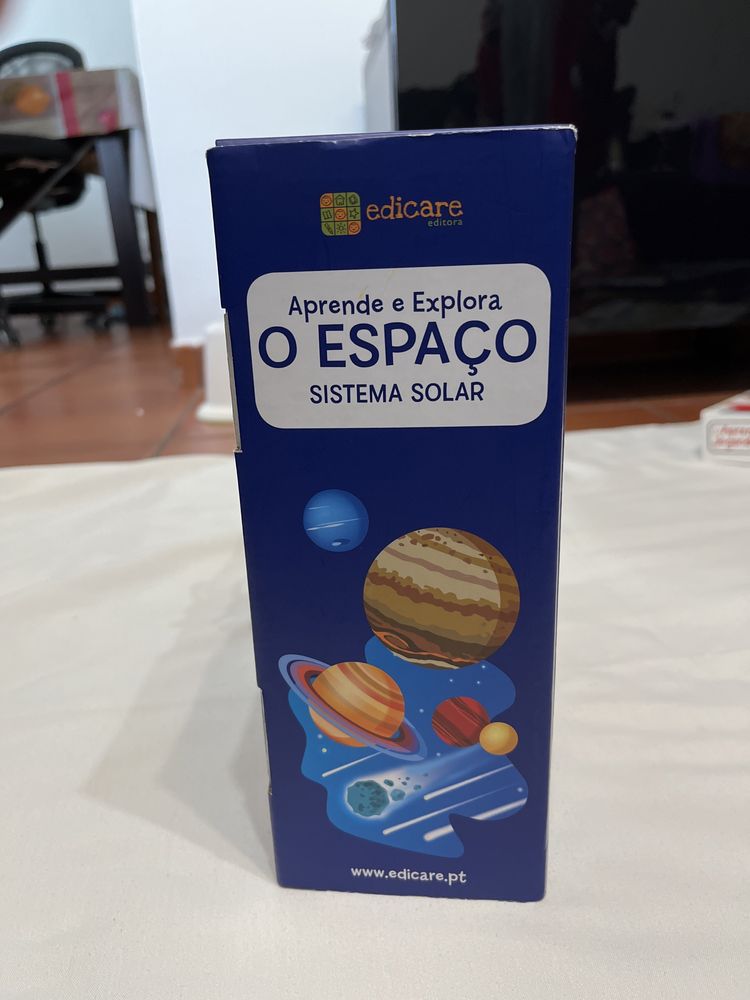 edicare
editora
Aprende e Explora
O ESPAÇO
SISTEMA SOLAR
www.edicare.pt